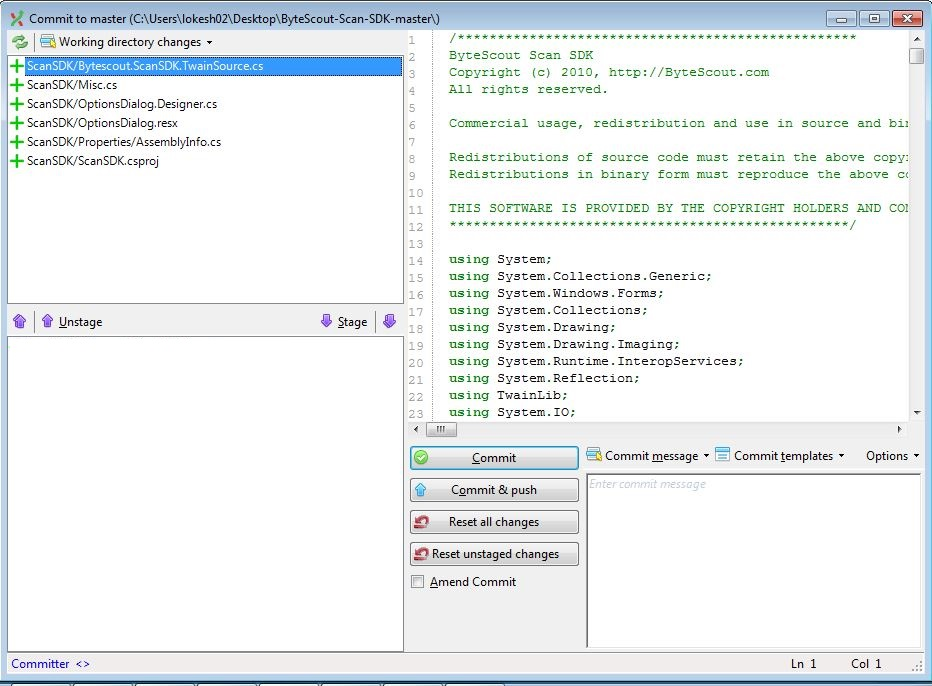 Commit to master (C:\Users\lokesh02\Desktop\ByteScout-Scan-SDK-master\)
Working directory changes
ScanSDK/Bytescout.ScanSDK.TwainSource.cs
ScanSDK/Misc.cs
ScanSDK/OptionsDialog.Designer.cs
ScanSDK/OptionsDialog.resx
ScanSDK/Properties/AssemblyInfo.cs
ScanSDK/ScanSDK.csproj
Unstage
Stage
1 /**************************************************
2 ByteScout Scan SDK
3 Copyright (c) 2010, http://ByteScout.com
4 All rights reserved.
5
6 Commercial usage, redistribution and use in source and
7
8 Redistributions of source code must retain the above
9 Redistributions in binary form must reproduce the above
10
11 THIS SOFTWARE IS PROVIDED BY THE COPYRIGHT HOLDERS AND
12 **************************************************/
13
14 using System;
15 using System.Collections.Generic;
16 using System.Windows.Forms;
17 using System.Collections;
18 using System.Drawing;
19 using System.Drawing.Imaging;
20 using System.Runtime.InteropServices;
21 using System.Reflection;
22 using TwainLib;
23 using System.IO;
Commit
Commit & push
Reset all changes
Reset unstaged changes
Amend Commit
Commit message
Commit templates
Options
Enter commit message
Committer <>
Ln 1
Col 1